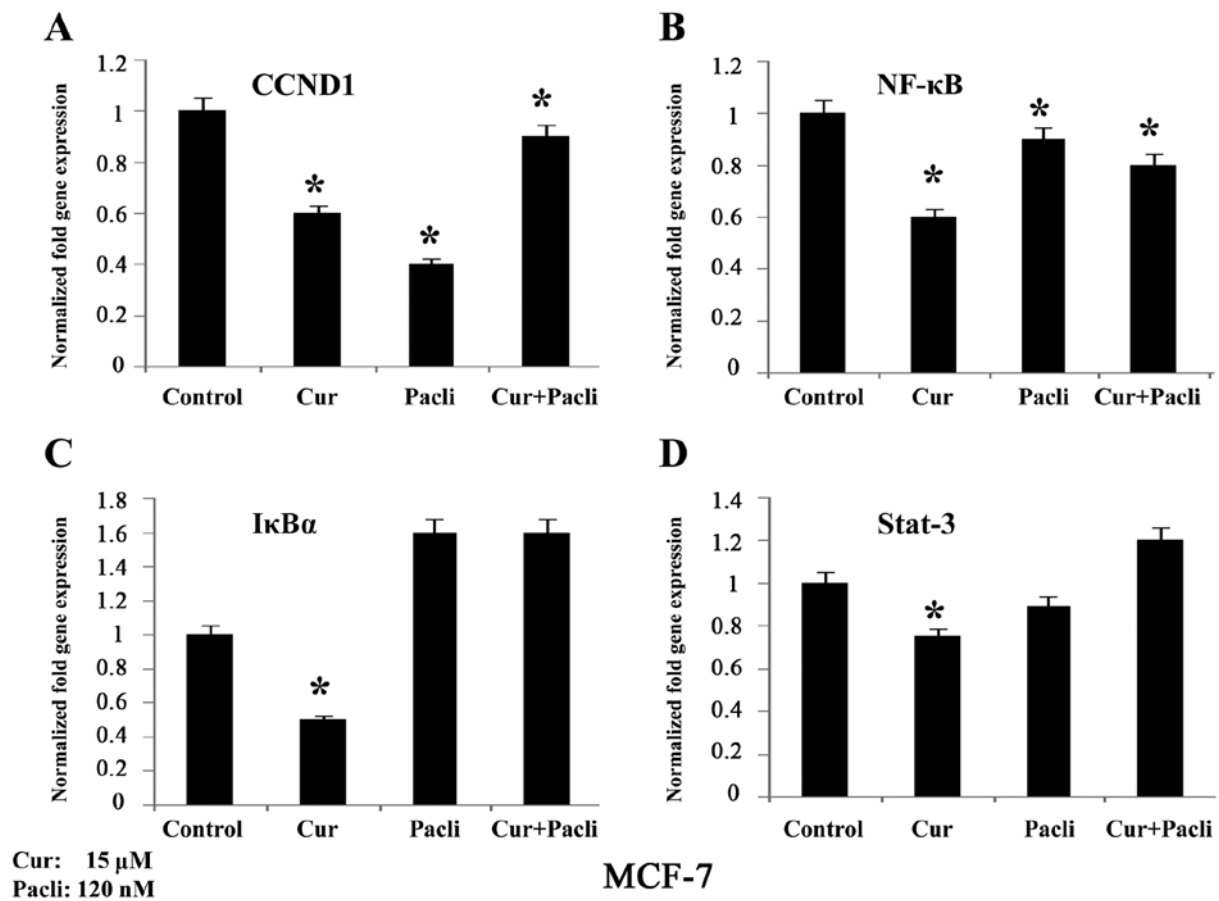 A
CCND1
Normalized fold gene expression
1.2
1
0.8
0.6
0.4
0.2
0
*
*
*
Control Cur Pacli Cur+Pacli
B
NF-κB
Normalized fold gene expression
1.2
1
0.8
0.6
0.4
0.2
0
*
*
*
Control Cur Pacli Cur+Pacli
C
IκBα
Normalized fold gene expression
1.8
1.6
1.4
1.2
1
0.8
0.6
0.4
0.2
0
*
Control Cur Pacli Cur+Pacli
D
Stat-3
Normalized fold gene expression
1.4
1.2
1
0.8
0.6
0.4
0.2
0
*
Control Cur Pacli Cur+Pacli
Cur: 15 μM
Pacli: 120 nM
MCF-7